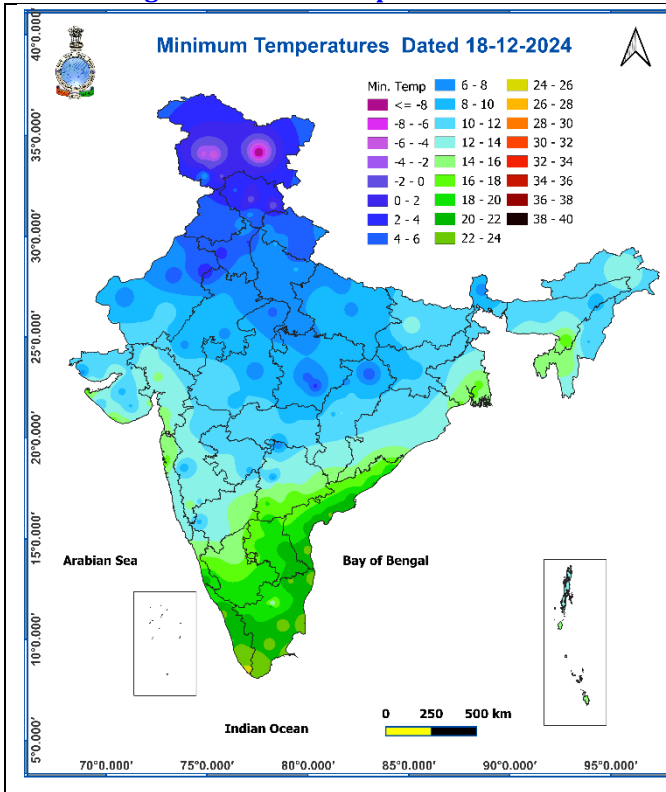 Minimum Temperatures Dated 18-12-2024
Min. Temp
<= -8
-8 - -6
-6 - -4
-4 - -2
-2 - 0
0 - 2
2 - 4
4 - 6
6 - 8
8 - 10
10 - 12
12 - 14
14 - 16
16 - 18
18 - 20
20 - 22
22 - 24
24 - 26
26 - 28
28 - 30
30 - 32
32 - 34
34 - 36
36 - 38
38 - 40
40°0.000'
35°0.000'
30°0.000'
25°0.000'
20°0.000'
15°0.000'
10°0.000'
5°0.000'
Arabian Sea
Bay of Bengal
Indian Ocean
0 250 500 km
70°0.000' 75°0.000' 80°0.000' 85°0.000' 90°0.000' 95°0.000'